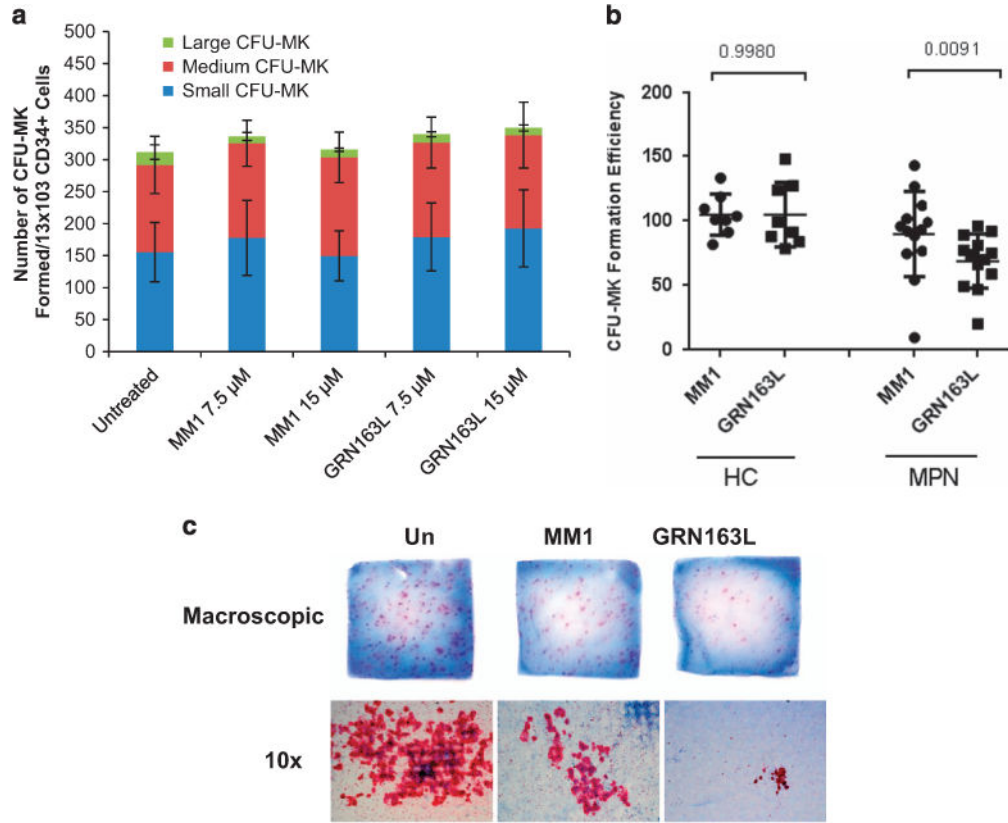 a
Number of CFU-MK
Formed/13x103 CD34+ Cells
500
450
400
350
300
250
200
150
100
50
0
Large CFU-MK
Medium CFU-MK
Small CFU-MK
Untreated
MM1 7.5 µM
MM1 15 µM
GRN163L 7.5 µM
GRN163L 15 µM
b
CFU-MK Formation Efficiency
0.9980
0.0091
200
150
100
50
0
MM1
GRN163L
MM1
GRN163L
HC
MPN
c
Un
MM1
GRN163L
Macroscopic
10x